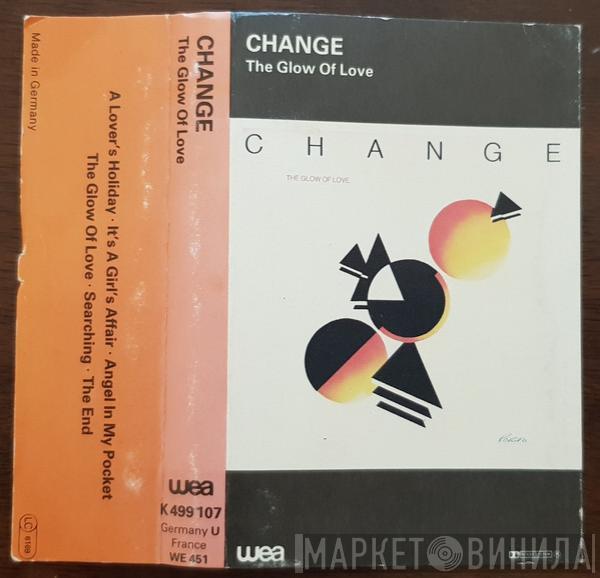 Made in Germany
A Lover's Holiday · It's A Girl's Affair · Angel In My Pocket
The Glow Of Love · Searching · The End
LC 6169
CHANGE
The Glow Of Love
wea
K 499 107
Germany U
France
WE 451
CHANGE
The Glow Of Love
CHANGE
THE GLOW OF LOVE
wea
МАРКЕТ ВИНИЛА